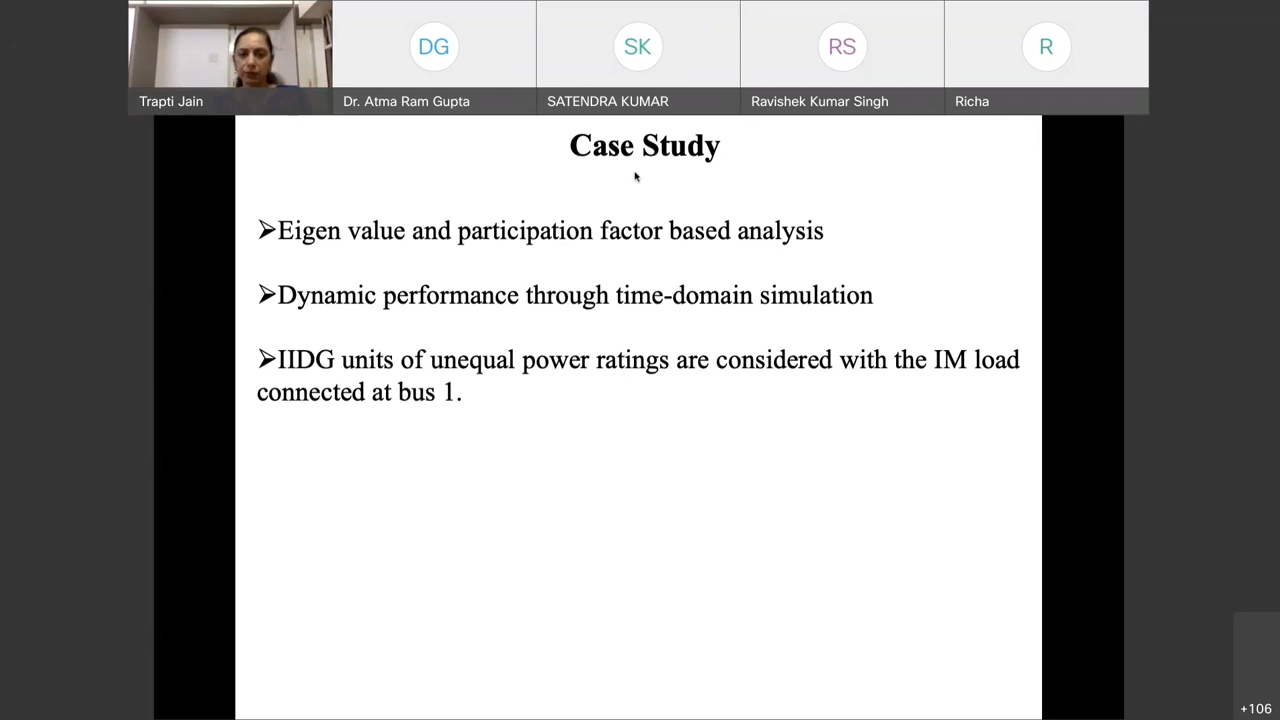 DG
SK
RS
R
Trapti Jain
Dr. Atma Ram Gupta
SATENDRA KUMAR
Ravishek Kumar Singh
Richa
Case Study
➢Eigen value and participation factor based analysis
➢Dynamic performance through time-domain simulation
➢IIDG units of unequal power ratings are considered with the IM load
connected at bus 1.
+106